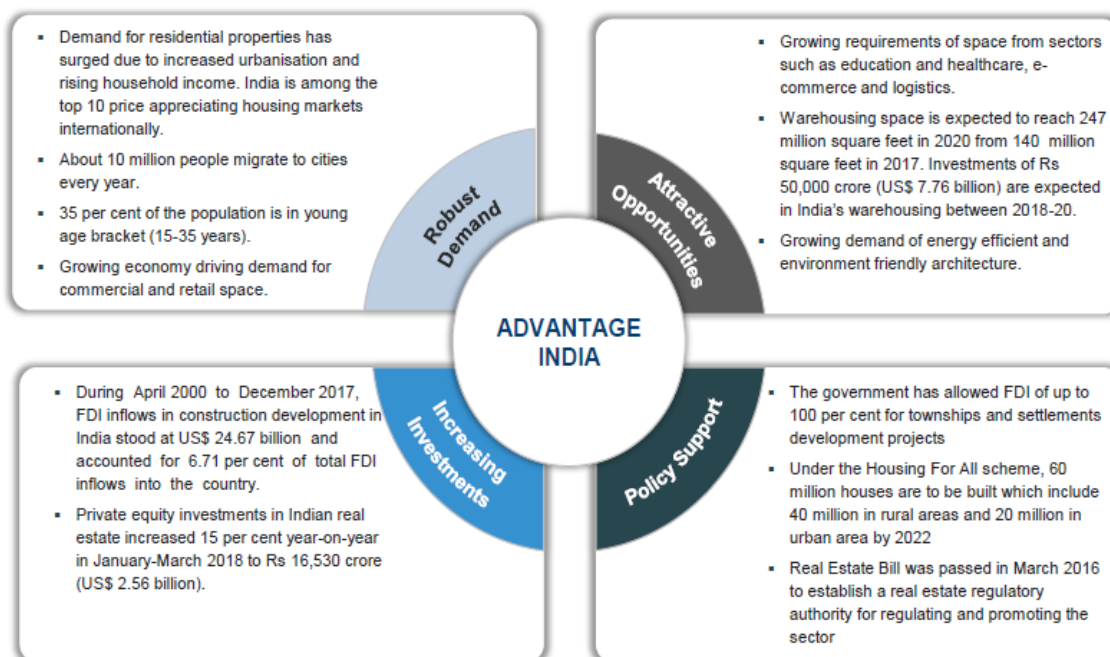 ▪ Demand for residential properties has
surged due to increased urbanisation and
rising household income. India is among the
top 10 price appreciating housing markets
internationally.
▪ About 10 million people migrate to cities
every year.
▪ 35 per cent of the population is in young
age bracket (15-35 years).
▪ Growing economy driving demand for
commercial and retail space.
Robust
Demand
▪ Growing requirements of space from sectors
such as education and healthcare, e-
commerce and logistics.
▪ Warehousing space is expected to reach 247
million square feet in 2020 from 140 million
square feet in 2017. Investments of Rs
50,000 crore (US$ 7.76 billion) are expected
in India's warehousing between 2018-20.
▪ Growing demand of energy efficient and
environment friendly architecture.
Attractive
Opportunities
ADVANTAGE
INDIA
▪ During April 2000 to December 2017,
FDI inflows in construction development in
India stood at US$ 24.67 billion and
accounted for 6.71 per cent of total FDI
inflows into the country.
▪ Private equity investments in Indian real
estate increased 15 per cent year-on-year
in January-March 2018 to Rs 16,530 crore
(US$ 2.56 billion).
Increasing
Investments
▪ The government has allowed FDI of up to
100 per cent for townships and settlements
development projects
▪ Under the Housing For All scheme, 60
million houses are to be built which include
40 million in rural areas and 20 million in
urban area by 2022
▪ Real Estate Bill was passed in March 2016
to establish a real estate regulatory
authority for regulating and promoting the
sector
Policy Support